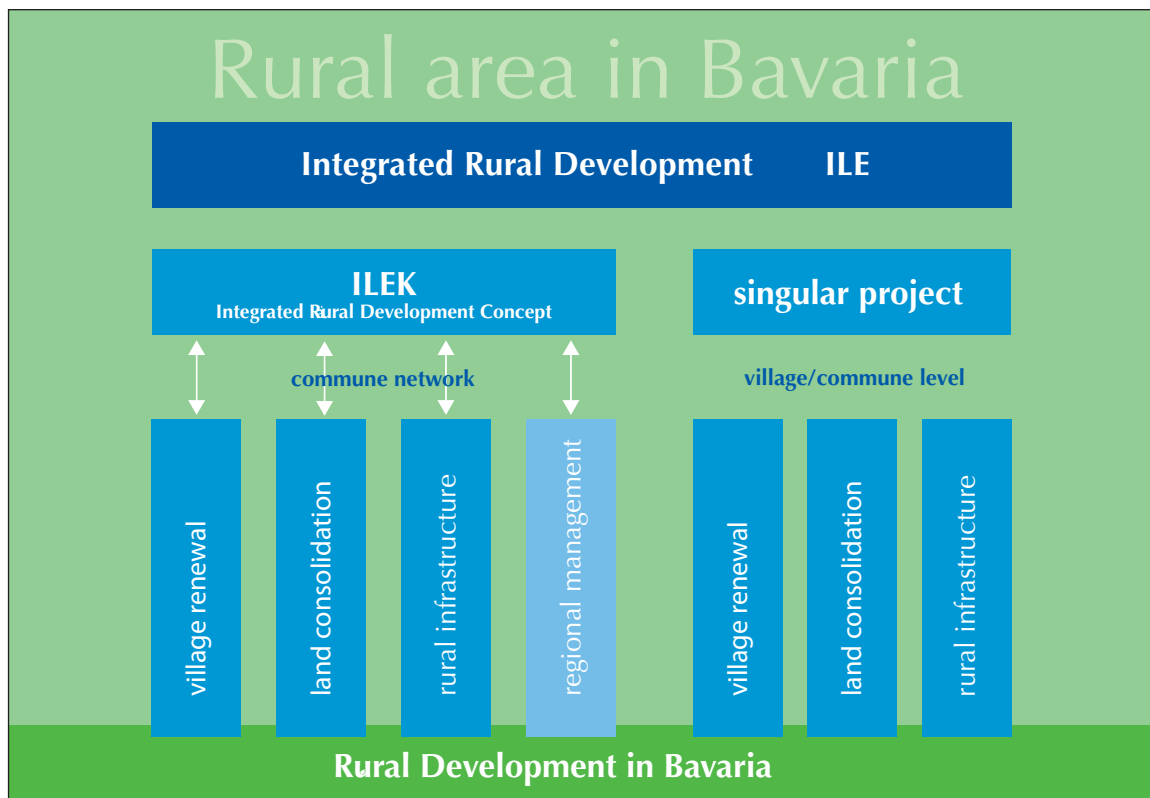 Rural area in Bavaria
Integrated Rural Development ILE
ILEK
Integrated Rural Development Concept
singular project
commune network
village/commune level
village renewal
land consolidation
rural infrastructure
regional management
village renewal
land consolidation
rural infrastructure
Rural Development in Bavaria